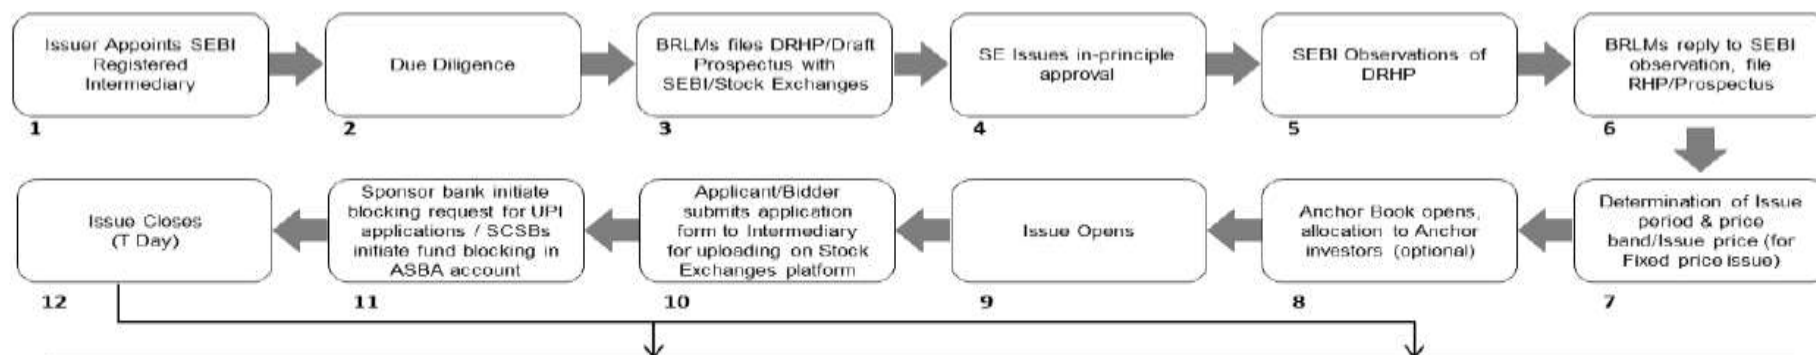 Issuer Appoints SEBI
Registered
Intermediary
1
Due Diligence
2
BRLMs files DRHP/Draft
Prospectus with
SEBI/Stock Exchanges
3
SE Issues in-principle
approval
4
SEBI Observations of
DRHP
5
BRLMs reply to SEBI
observation, file
RHP/Prospectus
6
Determination of Issue
period & price
band/Issue price (for
Fixed price issue)
7
Anchor Book opens,
allocation to Anchor
investors (optional)
8
Issue Opens
9
Applicant/Bidder
submits application
form to Intermediary
for uploading on Stock
Exchanges platform
10
Sponsor bank initiate
blocking request for UPI
applications / SCSBs
initiate fund blocking in
ASBA account
11
Issue Closes
(T Day)
12